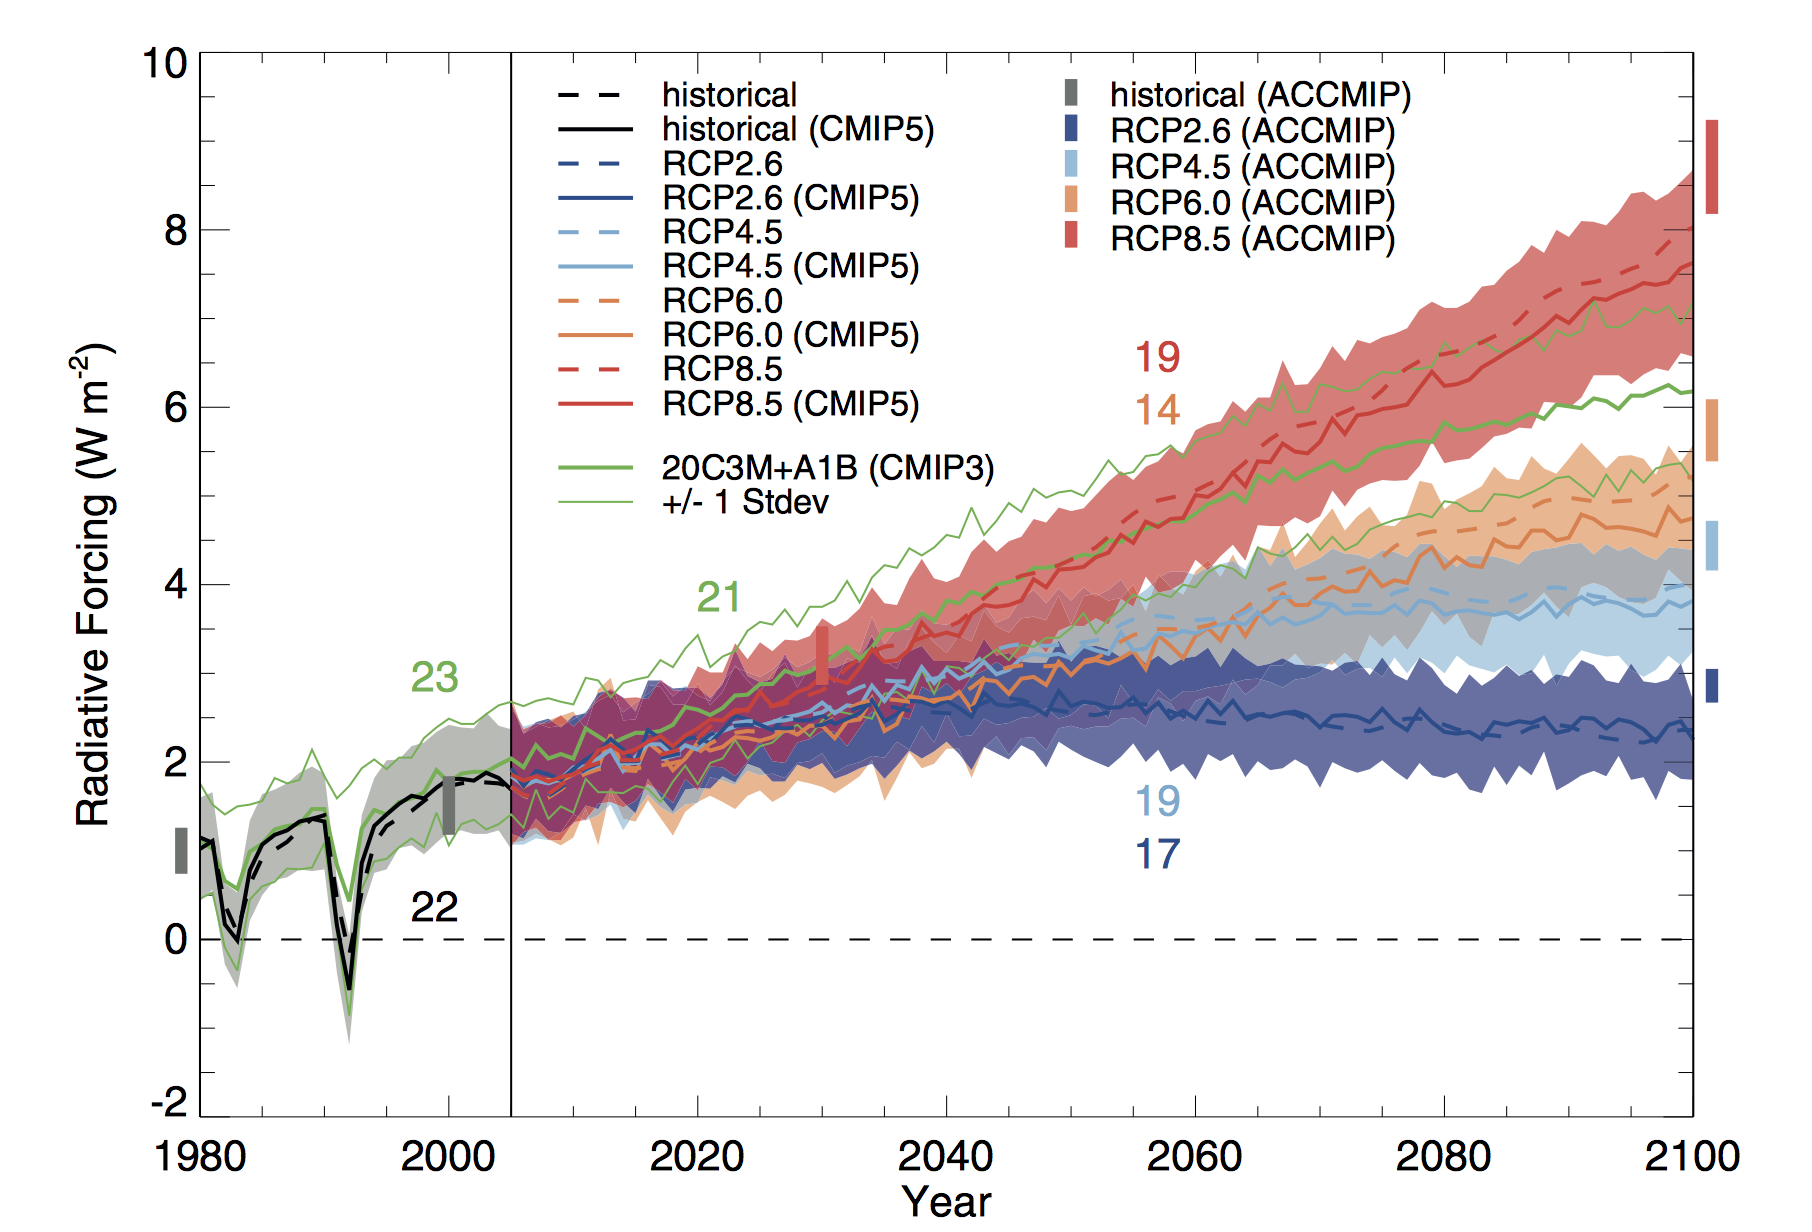 10
8
6
4
2
0
-2
Radiative Forcing (W m-2)
historical
historical (CMIP5)
RCP2.6
RCP2.6 (CMIP5)
RCP4.5
RCP4.5 (CMIP5)
RCP6.0
RCP6.0 (CMIP5)
RCP8.5
RCP8.5 (CMIP5)
20C3M+A1B (CMIP3)
+/- 1 Stdev
historical (ACCMIP)
RCP2.6 (ACCMIP)
RCP4.5 (ACCMIP)
RCP6.0 (ACCMIP)
RCP8.5 (ACCMIP)
19
14
21
23
19
17
22
1980 2000 2020 2040 2060 2080 2100
Year